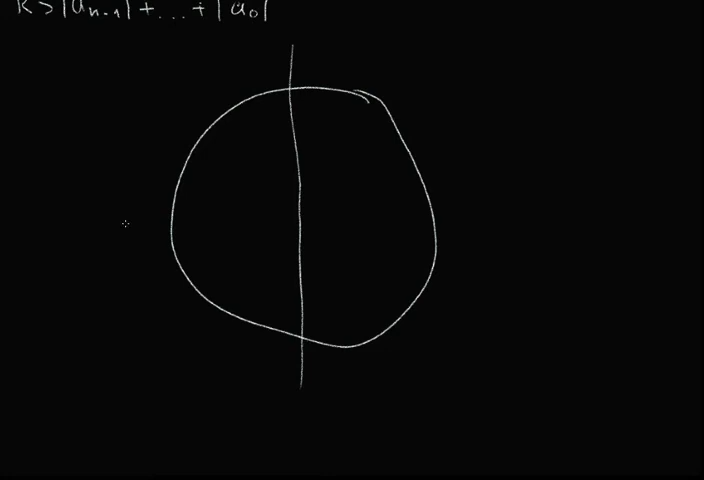 R > |a_{n-1}| + ... + |a_0|